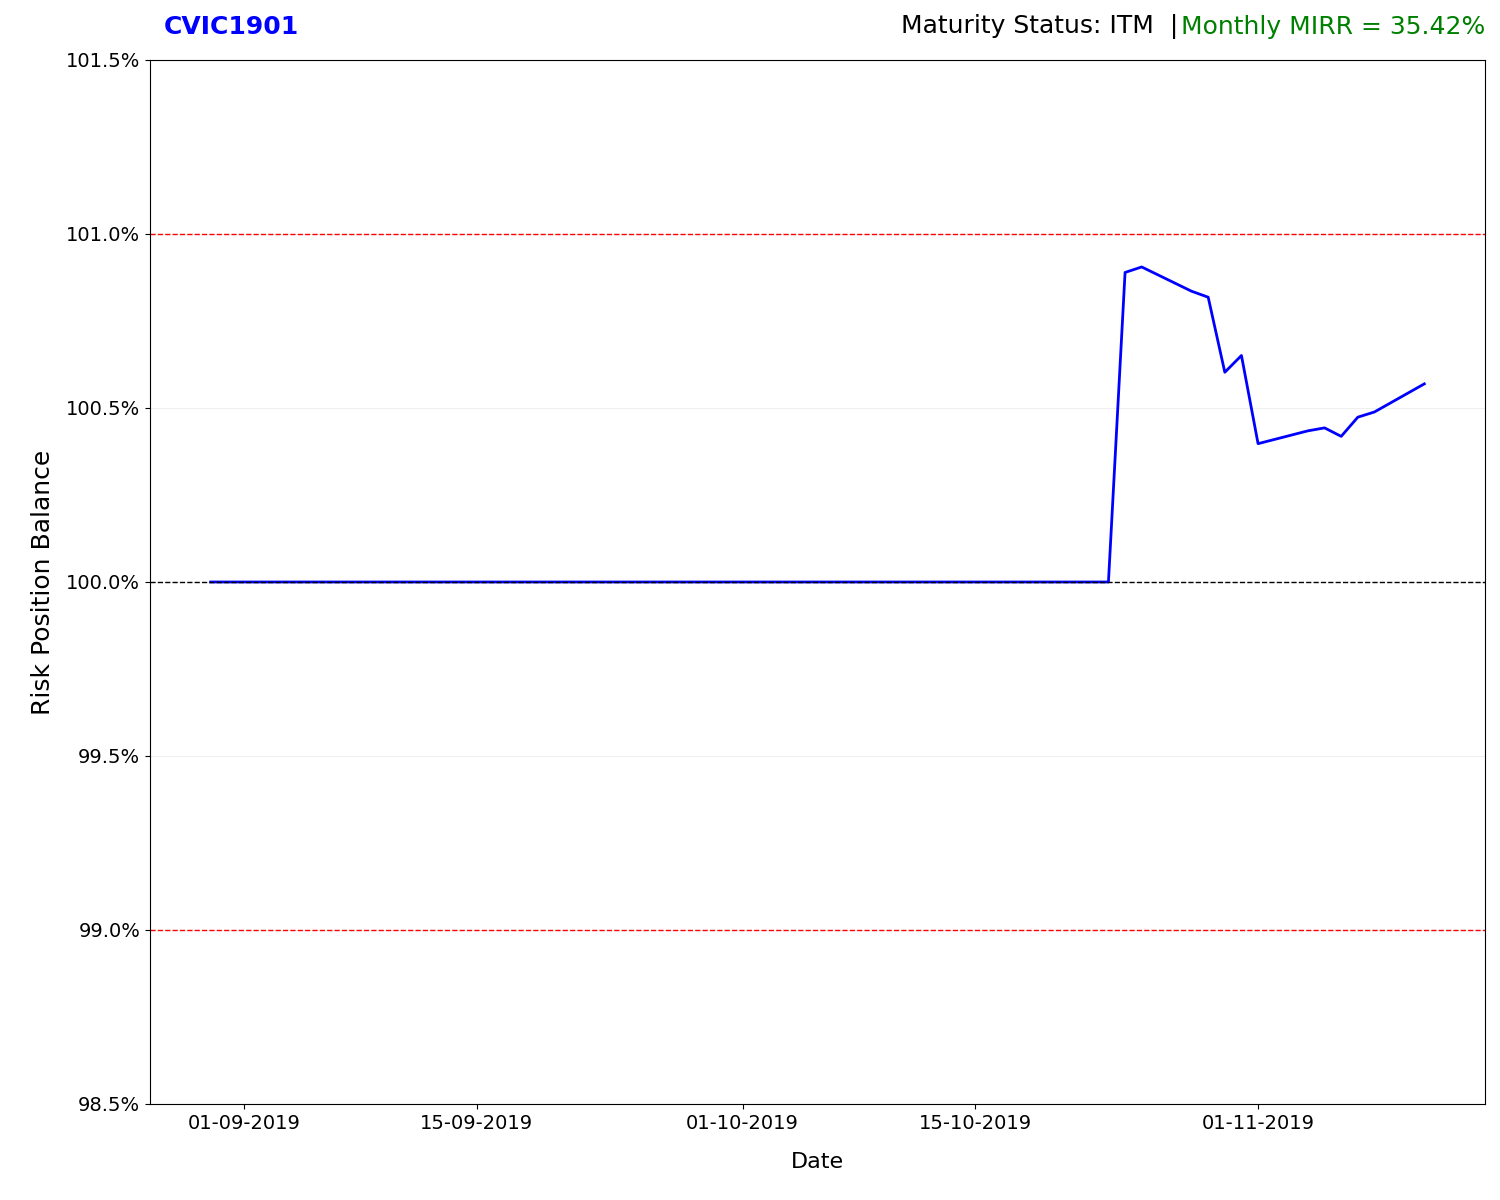 CVIC1901
Maturity Status: ITM | Monthly MIRR = 35.42%
101.5%
101.0%
100.5%
100.0%
99.5%
99.0%
98.5%
Risk Position Balance
01-09-2019 15-09-2019 01-10-2019 15-10-2019 01-11-2019
Date